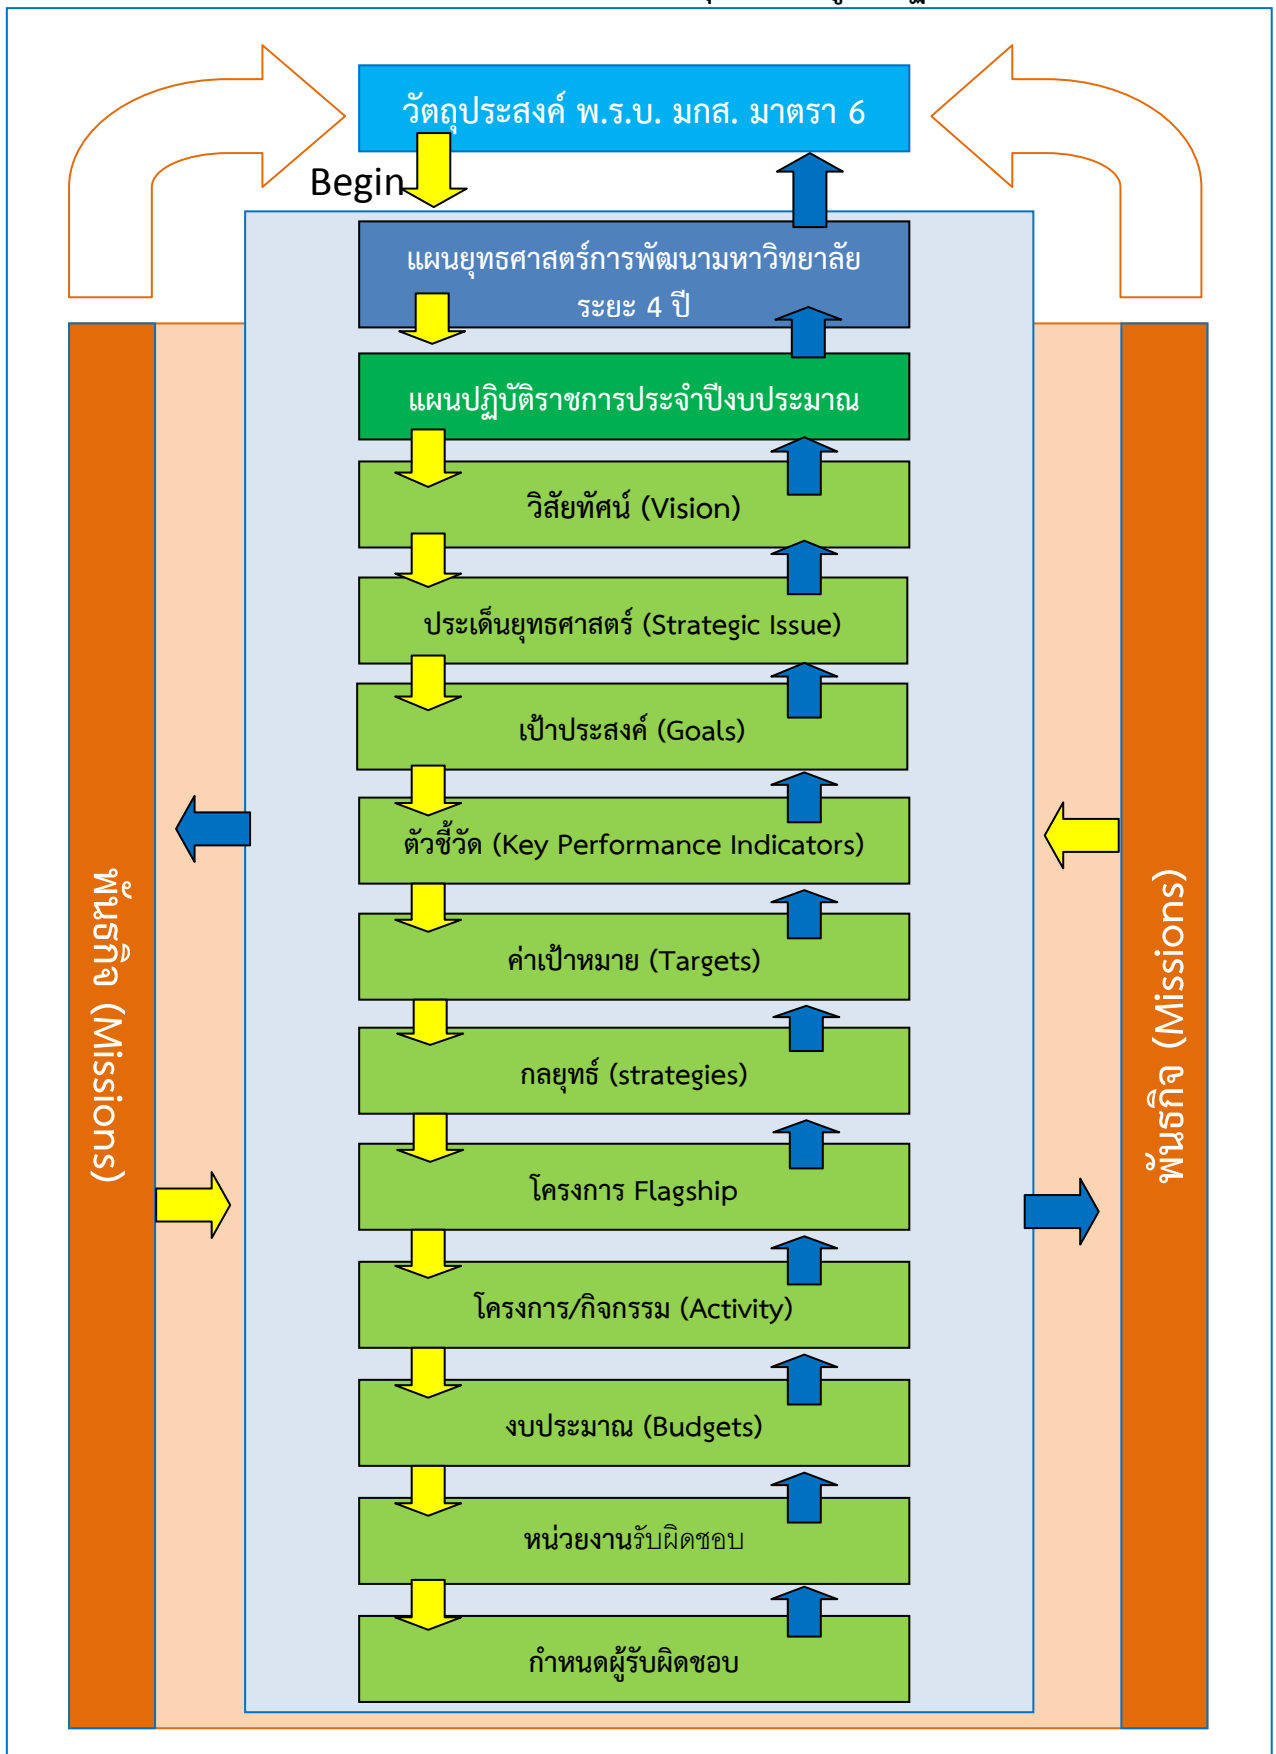 วัตถุประสงค์ พ.ร.บ. มกส. มาตรา 6
Begin
แผนยุทธศาสตร์การพัฒนามหาวิทยาลัย
ระยะ 4 ปี
แผนปฏิบัติราชการประจำปีงบประมาณ
วิสัยทัศน์ (Vision)
ประเด็นยุทธศาสตร์ (Strategic Issue)
เป้าประสงค์ (Goals)
ตัวชี้วัด (Key Performance Indicators)
ค่าเป้าหมาย (Targets)
กลยุทธ์ (strategies)
โครงการ Flagship
โครงการ/กิจกรรม (Activity)
งบประมาณ (Budgets)
หน่วยงานรับผิดชอบ
กำหนดผู้รับผิดชอบ
พันธกิจ (Missions)
พันธกิจ (Missions)